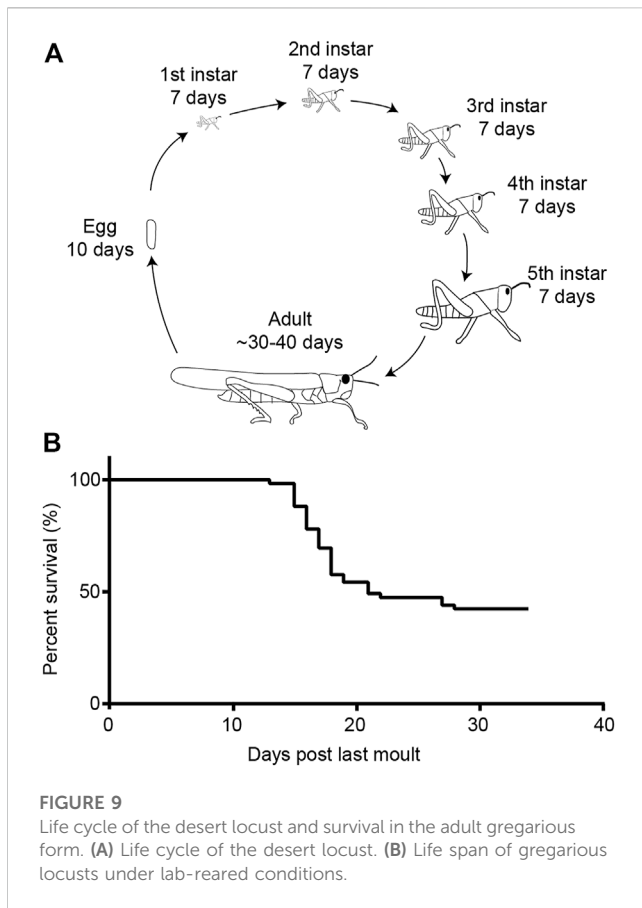 A
1st instar
7 days
2nd instar
7 days
3rd instar
7 days
4th instar
7 days
5th instar
7 days
Adult
~30-40 days
Egg
10 days
B
Percent survival (%)
100
50
0
0 10 20 30 40
Days post last moult
FIGURE 9
Life cycle of the desert locust and survival in the adult gregarious
form. (A) Life cycle of the desert locust. (B) Life span of gregarious
locusts under lab-reared conditions.